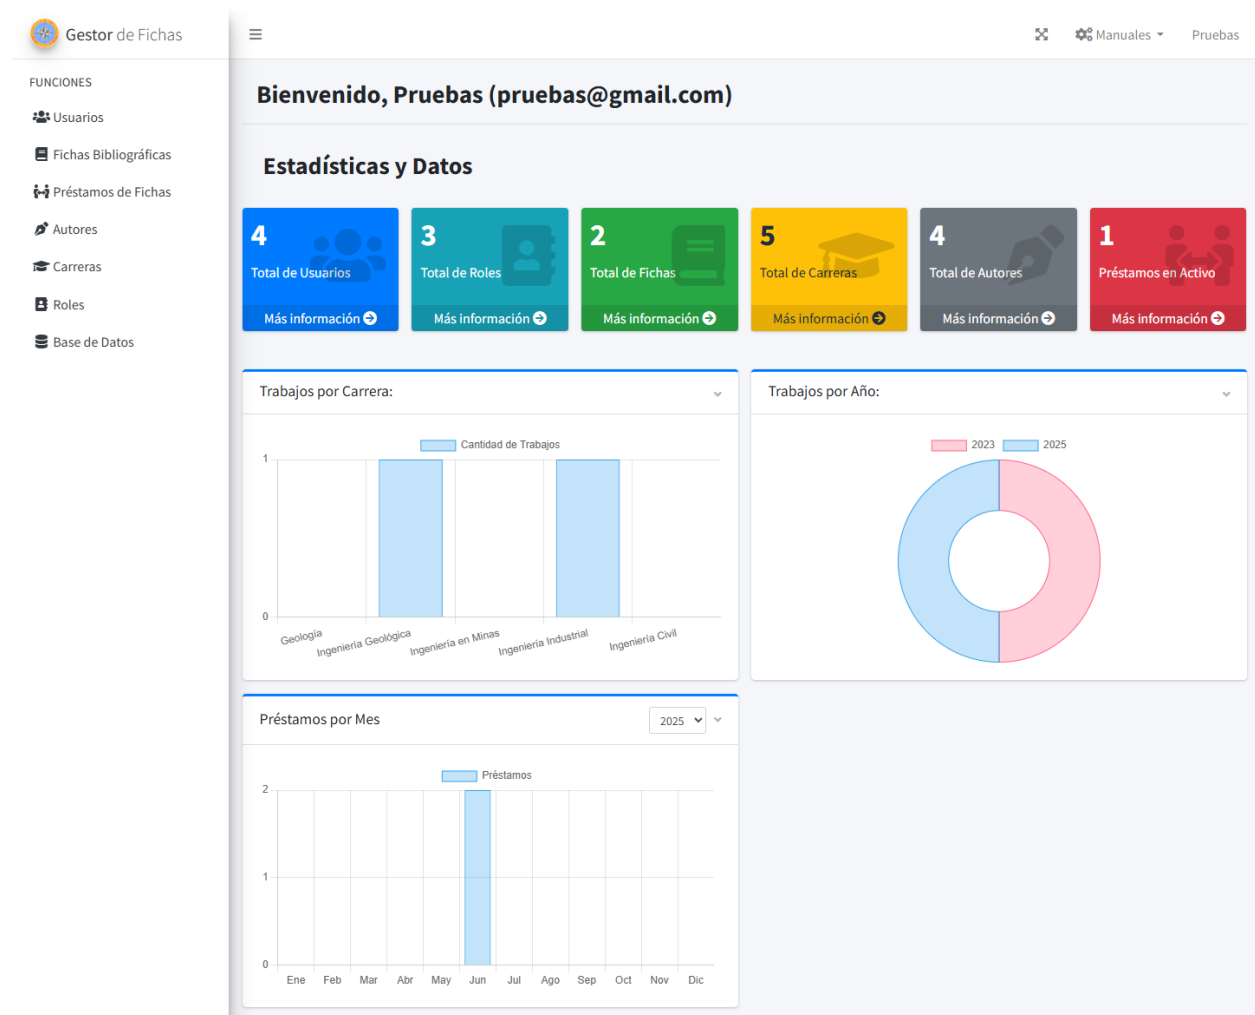 Gestor de Fichas
Manuales
Pruebas
FUNCIONES
Usuarios
Fichas Bibliográficas
Préstamos de Fichas
Autores
Carreras
Roles
Base de Datos
Bienvenido, Pruebas (pruebas@gmail.com)
Estadísticas y Datos
4
Total de Usuarios
Más información
3
Total de Roles
Más información
2
Total de Fichas
Más información
5
Total de Carreras
Más información
4
Total de Autores
Más información
1
Préstamos en Activo
Más información
Trabajos por Carrera:
Cantidad de Trabajos
1
0
Geología
Ingeniería Geológica
Ingeniería en Minas
Ingeniería Industrial
Ingeniería Civil
Trabajos por Año:
2023 2025
Préstamos por Mes
2025
Préstamos
2
1
0
Ene Feb Mar Abr May Jun Jul Ago Sep Oct Nov Dic